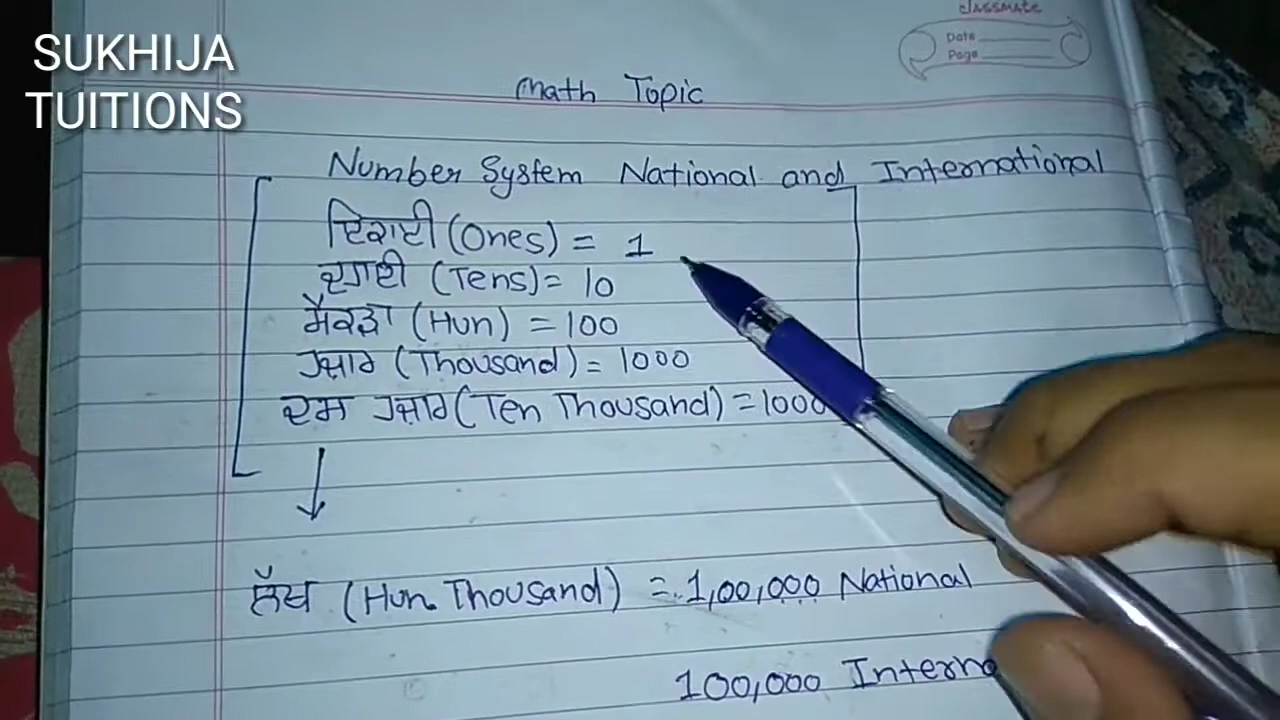 SUKHIJA
TUITIONS
CLASSMATE
Date
Page
Math Topic
Number System National and International
ਇਕਾਈ (Ones) = 1
ਦਹਾਈ (Tens) = 10
ਸੈਂਕੜਾ (Hun) = 100
ਹਜ਼ਾਰ (Thousand) = 1000
ਦਸ ਹਜ਼ਾਰ (Ten Thousand) = 1000
ਲੱਖ (Hun. Thousand) = 1,00,000 National
100,000 Interna